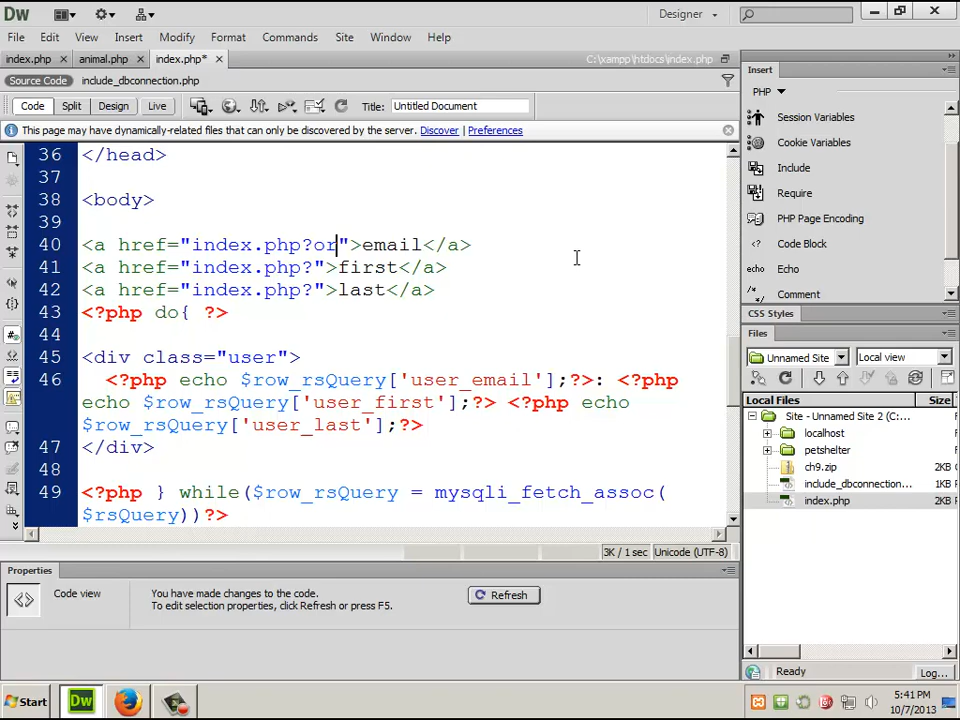 Dw
Designer
File Edit View Insert Modify Format Commands Site Window Help
index.php × animal.php × index.php* × C:\xampp\htdocs\index.php
Source Code include_dbconnection.php
Code Split Design Live Title: Untitled Document
This page may have dynamically-related files that can only be discovered by the server. Discover | Preferences
36 </head>
37
38 <body>
39
40 <a href="index.php?or">email</a>
41 <a href="index.php?">first</a>
42 <a href="index.php?">last</a>
43 <?php do{ ?>
44
45 <div class="user">
46 <?php echo $row_rsQuery['user_email'];?>: <?php
echo $row_rsQuery['user_first'];?> <?php echo
$row_rsQuery['user_last'];?>
47 </div>
48
49 <?php } while($row_rsQuery = mysqli_fetch_assoc(
$rsQuery))?>
3K / 1 sec Unicode (UTF-8)
Properties
Code view
You have made changes to the code.
To edit selection properties, click Refresh or press F5.
Refresh
Insert
PHP
Session Variables
Cookie Variables
Include
Require
PHP Page Encoding
Code Block
Echo
Comment
CSS Styles
Files
Unnamed Site Local view
Local Files Size
Site - Unnamed Site 2 (C:...
localhost
petshelter
ch9.zip 2KB
include_dbconnection... 1KB
index.php 2KB
Ready Log...
Start Dw
5:41 PM
10/7/2013